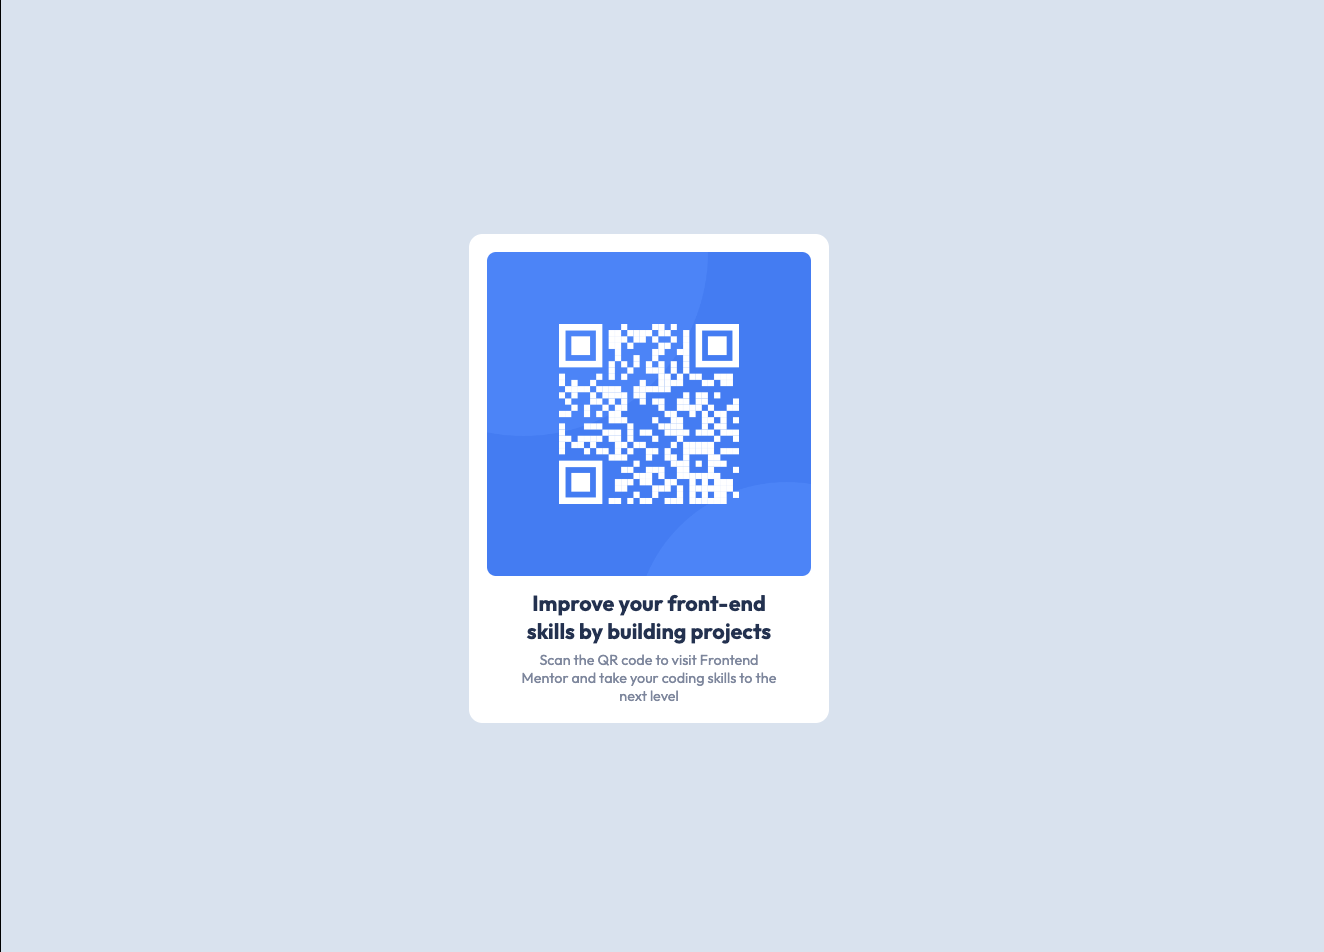 Improve your front-end
skills by building projects
Scan the QR code to visit Frontend
Mentor and take your coding skills to the
next level